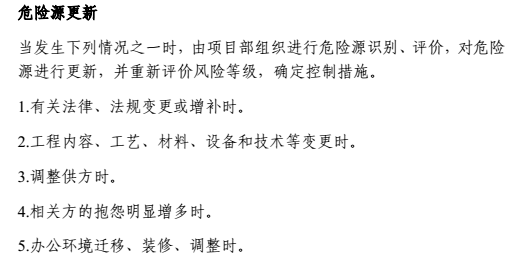 危险源更新
当发生下列情况之一时，由项目部组织进行危险源识别、评价，对危险
源进行更新，并重新评价风险等级，确定控制措施。
1.有关法律、法规变更或增补时。
2.工程内容、工艺、材料、设备和技术等变更时。
3.调整供方时。
4.相关方的抱怨明显增多时。
5.办公环境迁移、装修、调整时。